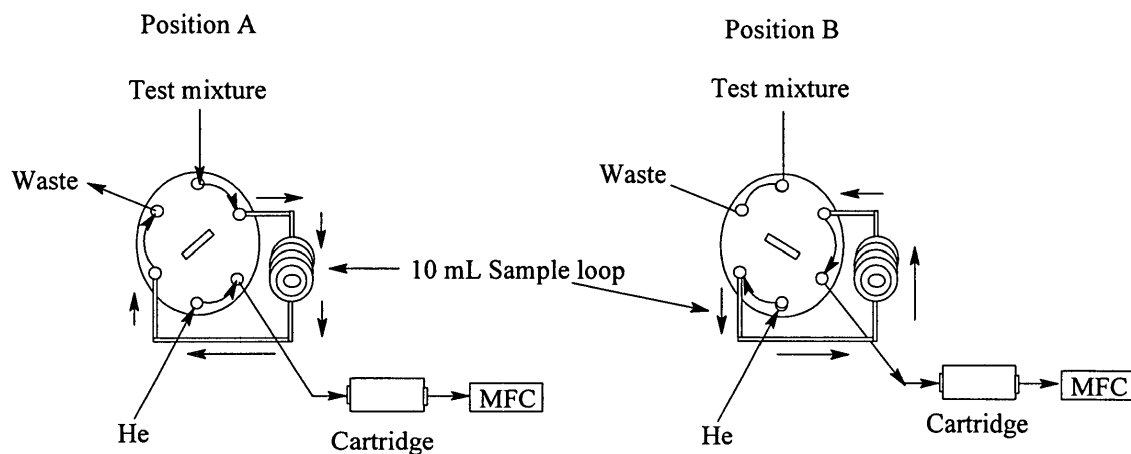 Position A
Position B
Test mixture
Test mixture
Waste
Waste
10 mL Sample loop
MFC
MFC
He
Cartridge
He
Cartridge